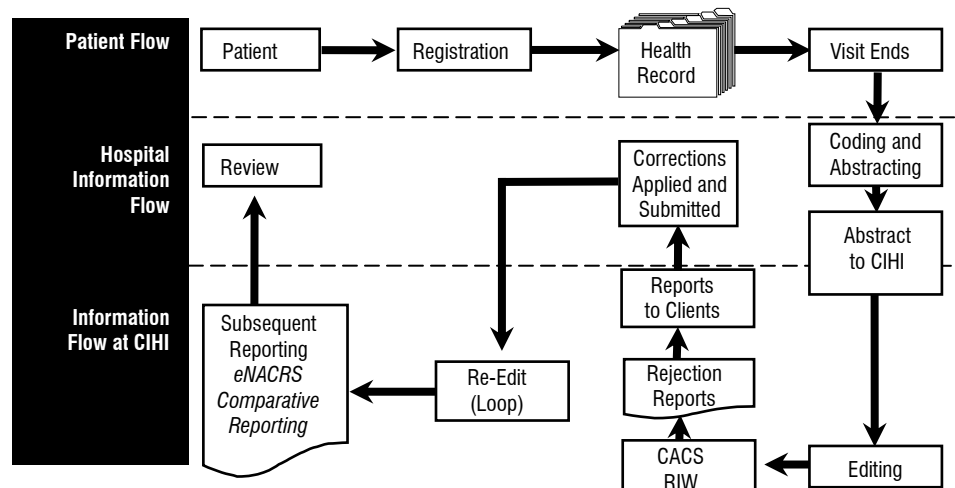 Patient Flow
Patient
Registration
Health
Record
Visit Ends
Hospital
Information
Flow
Review
Corrections
Applied and
Submitted
Coding and
Abstracting
Abstract
to CIHI
Information
Flow at CIHI
Subsequent
Reporting
eNACRS
Comparative
Reporting
Re-Edit
(Loop)
Reports
to Clients
Rejection
Reports
CACS
RIW
Editing